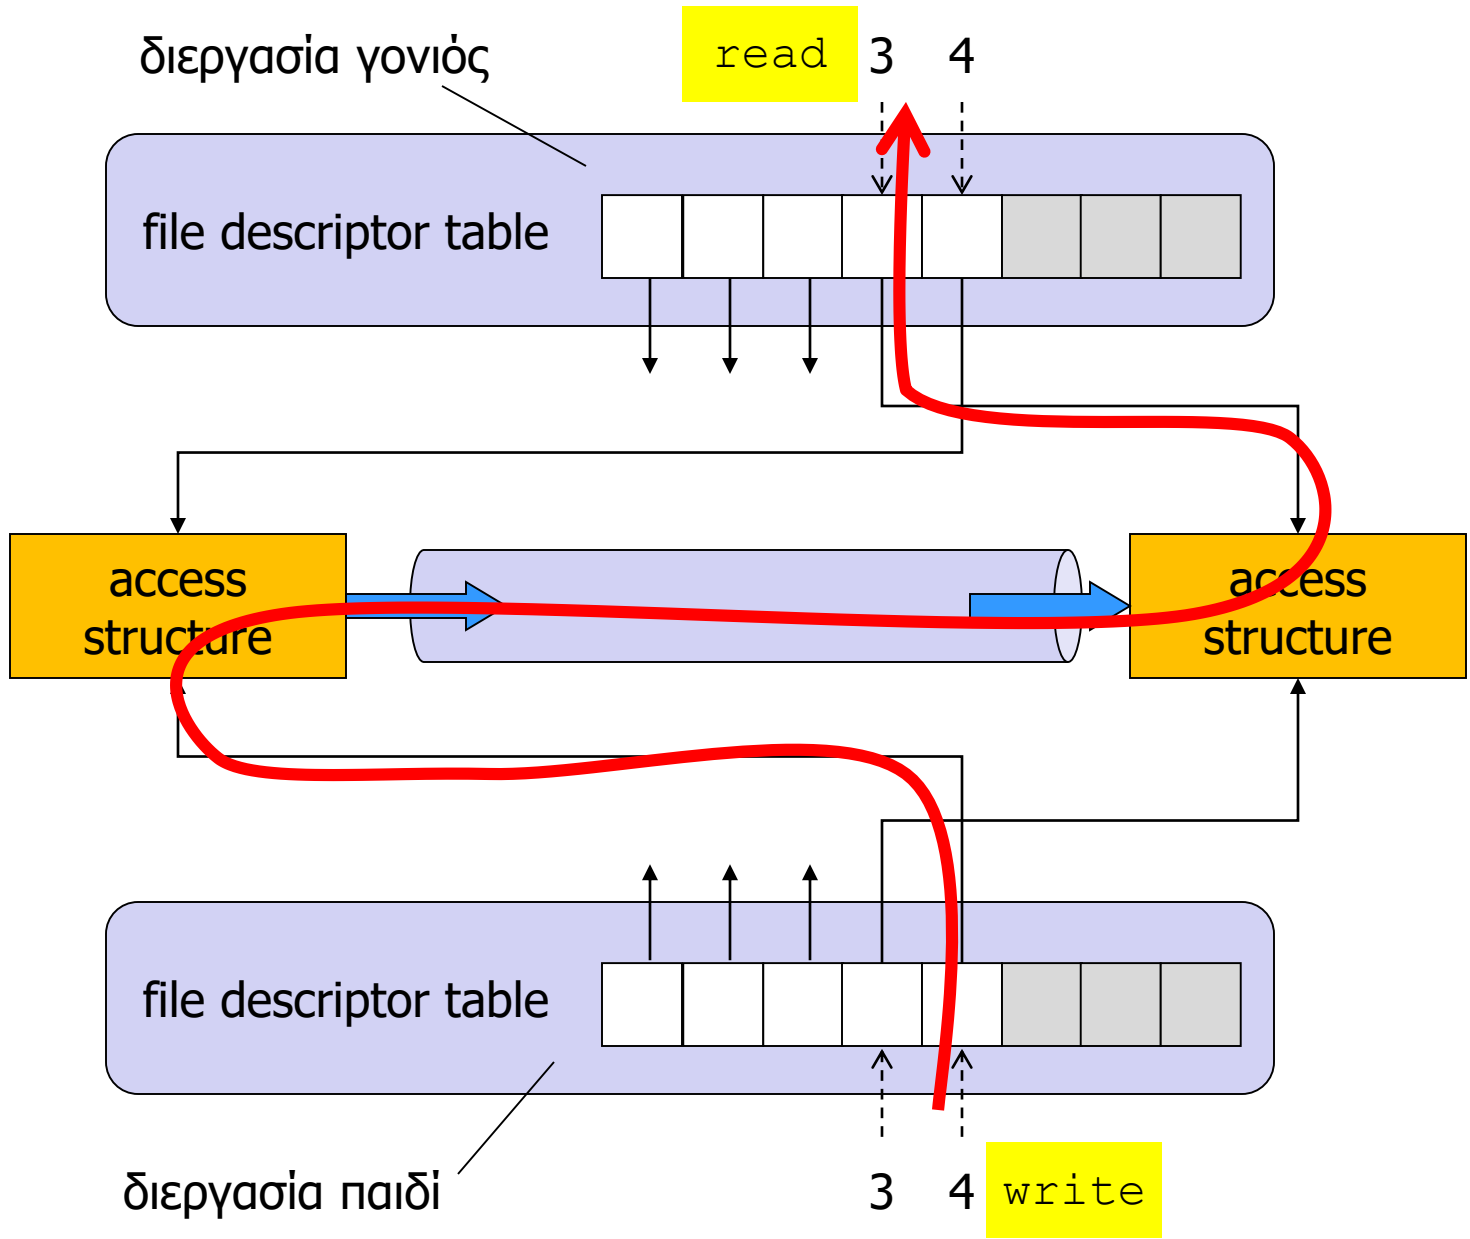 διεργασία γονιός
read 3 4
file descriptor table
access
structure
access
structure
file descriptor table
διεργασία παιδί
3 4 write